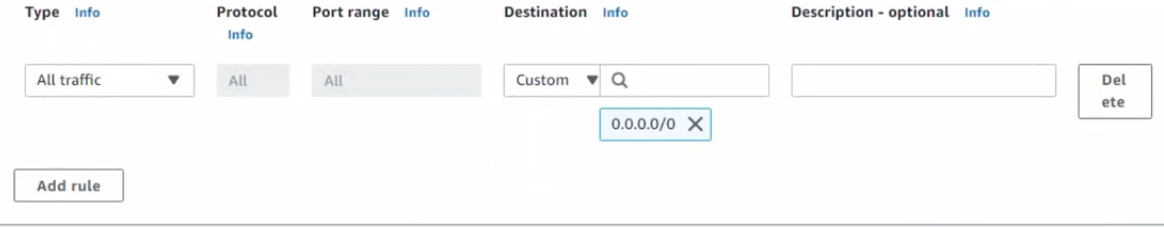 Type Info
Protocol
Info
Port range Info
Destination Info
Description - optional Info
All traffic
All
All
Custom
Del
ete
0.0.0.0/0
Add rule